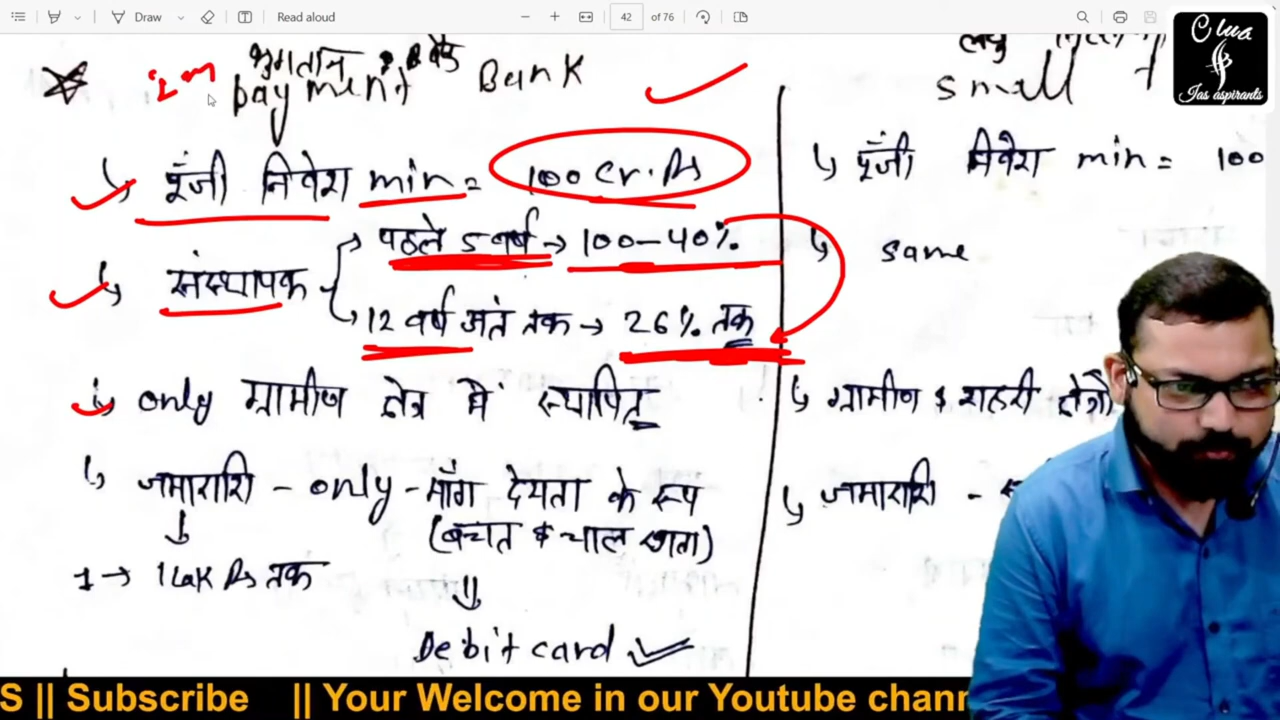 Draw
Read aloud
42 of 76
Clua
Ias aspirants
Imp
भुगतान बैंक
payment Bank
small
पूँजी निवेश min = 100 Cr. Rs
पूँजी निवेश min = 100
संस्थापक
पहले 5 वर्ष → 100-40%
12 वर्ष अंत तक → 26% तक
same
only ग्रामीण क्षेत्र में स्थापित
ग्रामीण & शहरी क्षेत्रों
जमाराशि - only - माँग देयता के रूप
(बचत & चालू खाता)
जमाराशि -
1 → 1 Lak Rs तक
Debit card
S || Subscribe || Your Welcome in our Youtube chann